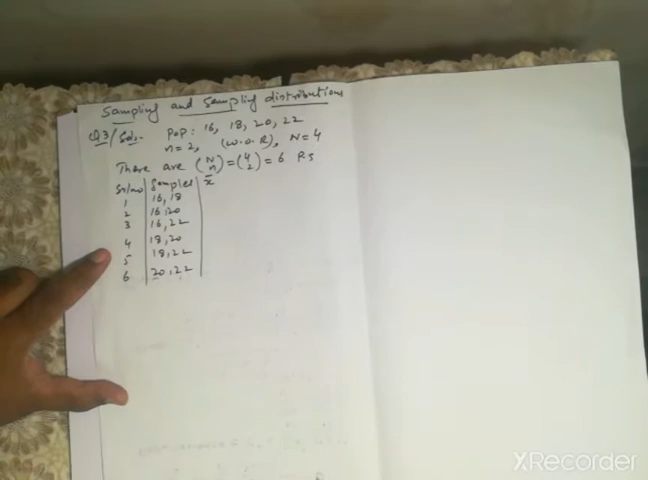 Sampling and Sampling distributions
Q3/ Sol:- POP: 16, 18, 20, 22
n = 2, (W.O.R), N = 4
There are (N n) = (4 2) = 6 P.S
Sr/no Samples x̄
1 16, 18
2 16, 20
3 16, 22
4 18, 20
5 18, 22
6 20, 22
XRecorder